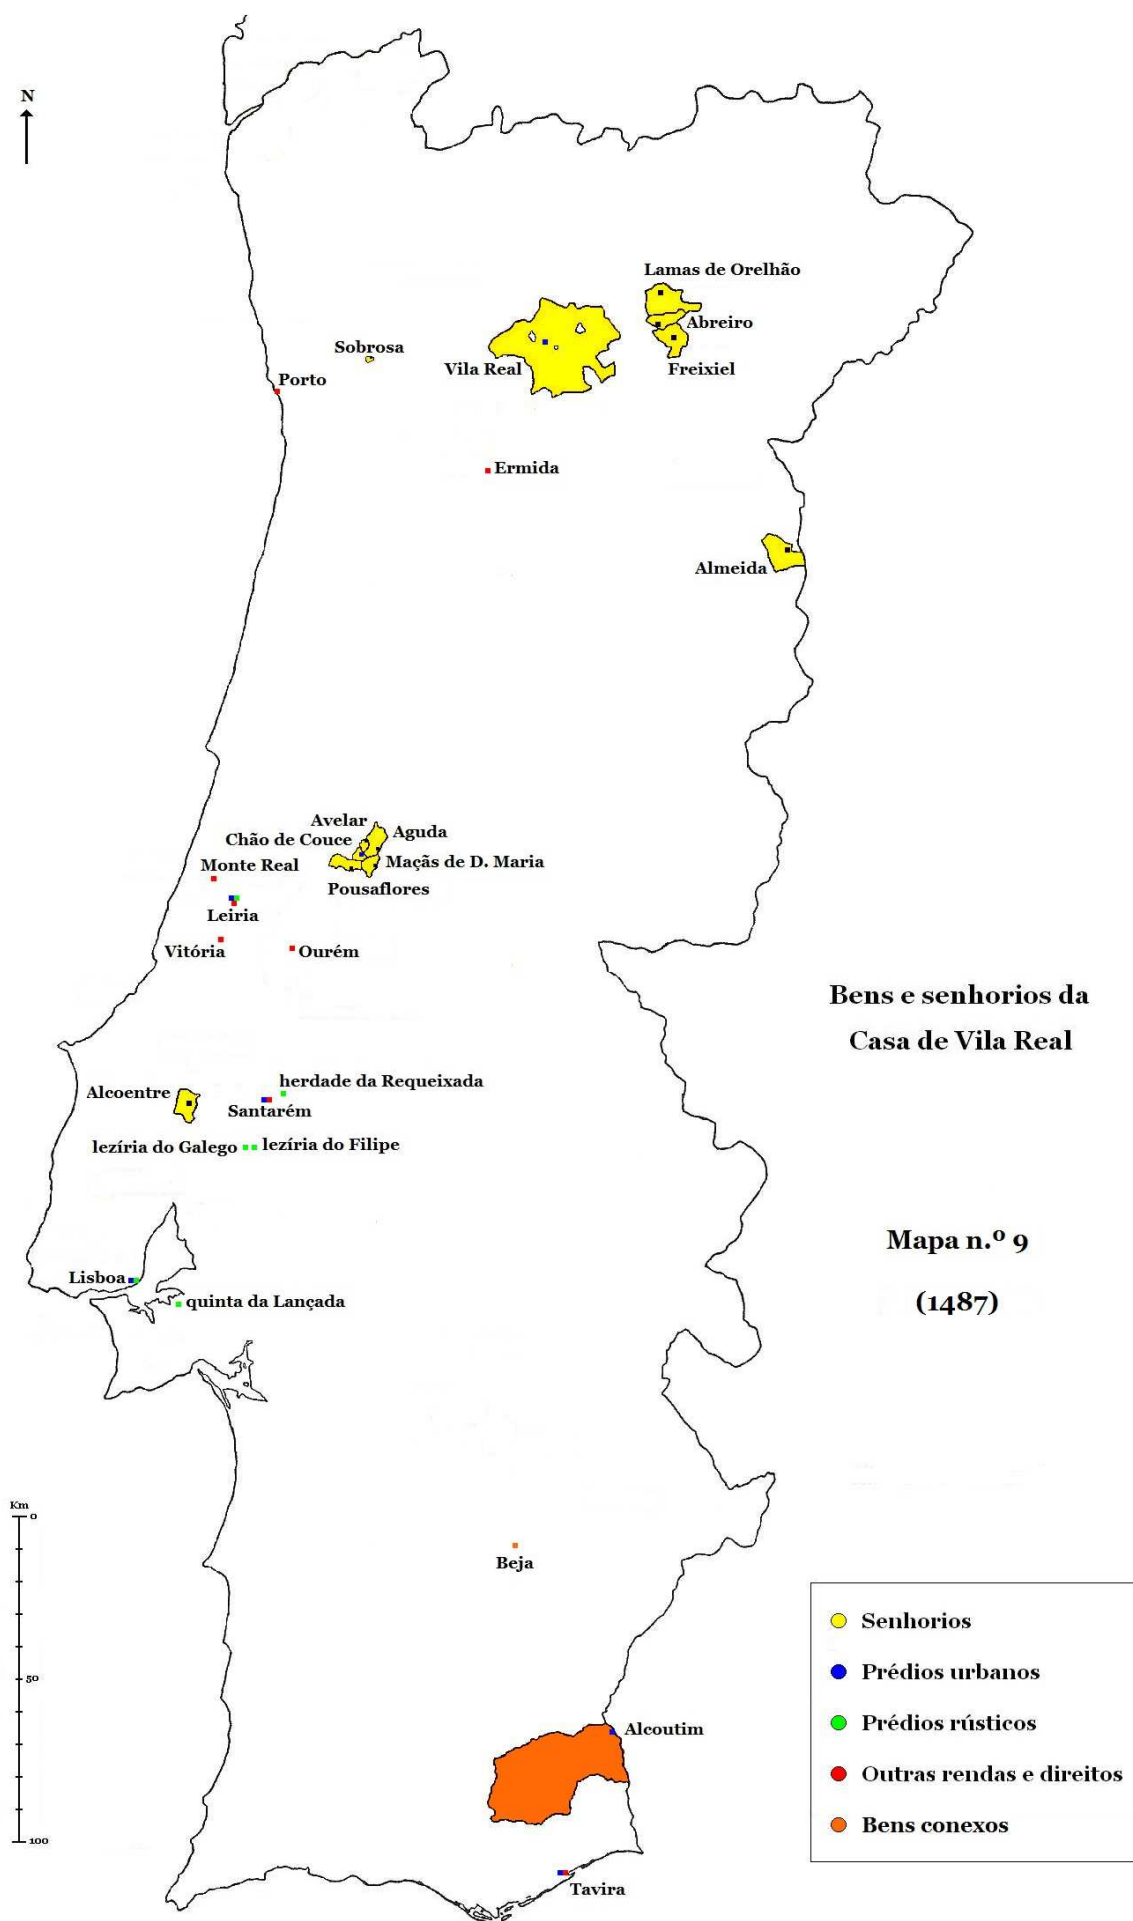 N
Lamas de Orelhão
Abreiro
Sobrosa
Vila Real
Freixiel
Porto
Ermida
Almeida
Avelar
Aguda
Chão de Couce
Maçãs de D. Maria
Monte Real
Pousaflores
Leiria
Vitória
Ourém
Bens e senhorios da
Casa de Vila Real
herdade da Requeixada
Alcoentre
Santarém
lezíria do Galego
lezíria do Filipe
Mapa n.º 9
(1487)
Lisboa
quinta da Lançada
Km
0
50
100
Beja
Alcoutim
Tavira
Senhorios
Prédios urbanos
Prédios rústicos
Outras rendas e direitos
Bens conexos